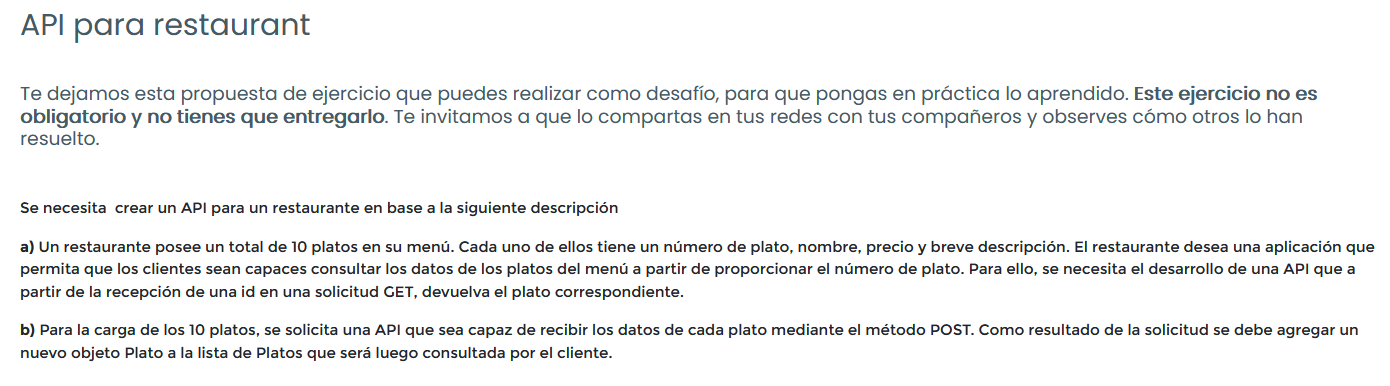 API para restaurant
Te dejamos esta propuesta de ejercicio que puedes realizar como desafío, para que pongas en práctica lo aprendido. Este ejercicio no es
obligatorio y no tienes que entregarlo. Te invitamos a que lo compartas en tus redes con tus compañeros y observes cómo otros lo han
resuelto.
Se necesita  crear un API para un restaurante en base a la siguiente descripción
a) Un restaurante posee un total de 10 platos en su menú. Cada uno de ellos tiene un número de plato, nombre, precio y breve descripción. El restaurante desea una aplicación que
permita que los clientes sean capaces consultar los datos de los platos del menú a partir de proporcionar el número de plato. Para ello, se necesita el desarrollo de una API que a
partir de la recepción de una id en una solicitud GET, devuelva el plato correspondiente.
b) Para la carga de los 10 platos, se solicita una API que sea capaz de recibir los datos de cada plato mediante el método POST. Como resultado de la solicitud se debe agregar un
nuevo objeto Plato a la lista de Platos que será luego consultada por el cliente.